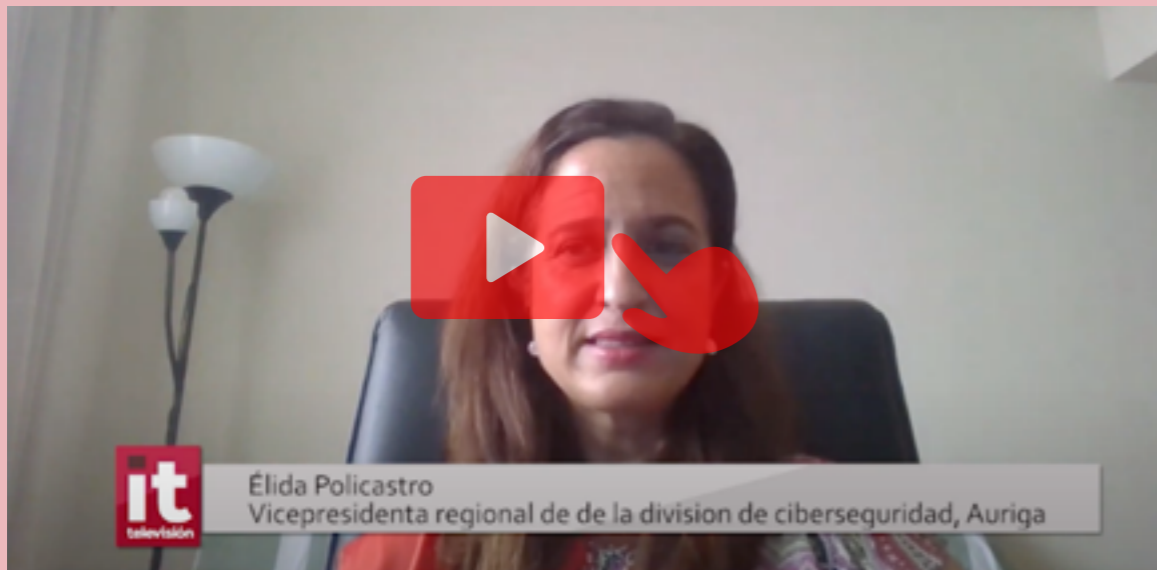 it
televisión
Élida Policastro
Vicepresidenta regional de de la division de ciberseguridad, Auriga